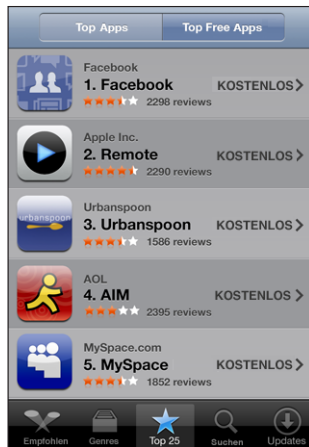 Top Apps Top Free Apps
Facebook
1. Facebook KOSTENLOS
2298 reviews
Apple Inc.
2. Remote KOSTENLOS
2290 reviews
Urbanspoon
urbanspoon
3. Urbanspoon KOSTENLOS
1586 reviews
AOL
4. AIM KOSTENLOS
2395 reviews
MySpace.com
5. MySpace KOSTENLOS
1852 reviews
Empfohlen Genres Top 25 Suchen Updates